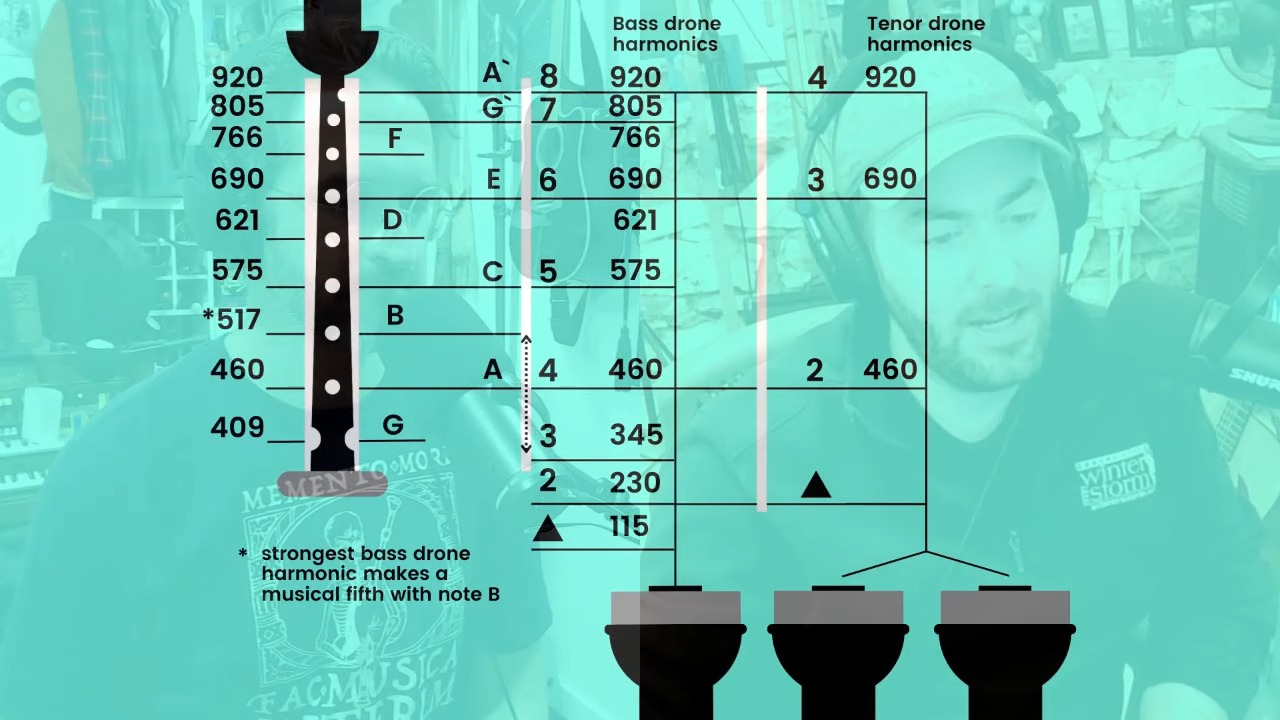 Bass drone
harmonics
Tenor drone
harmonics
920 A` 8 920 4 920
805 G` 7 805
766 F 766
690 E 6 690 3 690
621 D 621
575 C 5 575
*517 B
460 A 4 460 2 460
409 G 3 345
2 230
115
* strongest bass drone
harmonic makes a
musical fifth with note B
MEMENTO MORI
winter
storm
SHURE